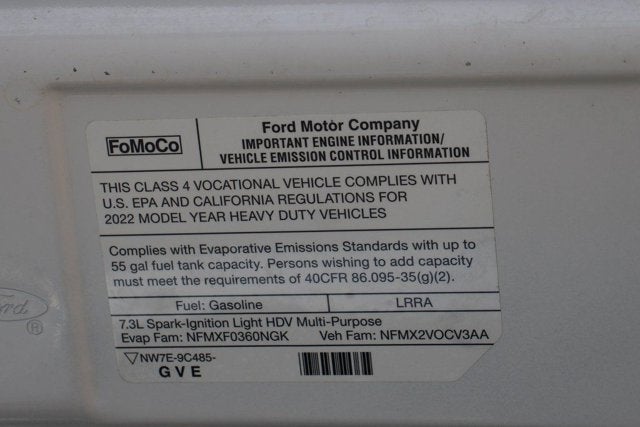 FoMoCo
Ford Motor Company
IMPORTANT ENGINE INFORMATION/
VEHICLE EMISSION CONTROL INFORMATION
THIS CLASS 4 VOCATIONAL VEHICLE COMPLIES WITH
U.S. EPA AND CALIFORNIA REGULATIONS FOR
2022 MODEL YEAR HEAVY DUTY VEHICLES
Complies with Evaporative Emissions Standards with up to
55 gal fuel tank capacity. Persons wishing to add capacity
must meet the requirements of 40CFR 86.095-35(g)(2).
Fuel: Gasoline LRRA
7.3L Spark-Ignition Light HDV Multi-Purpose
Evap Fam: NFMXF0360NGK Veh Fam: NFMX2VOCV3AA
NW7E-9C485-
G V E
Ford
®